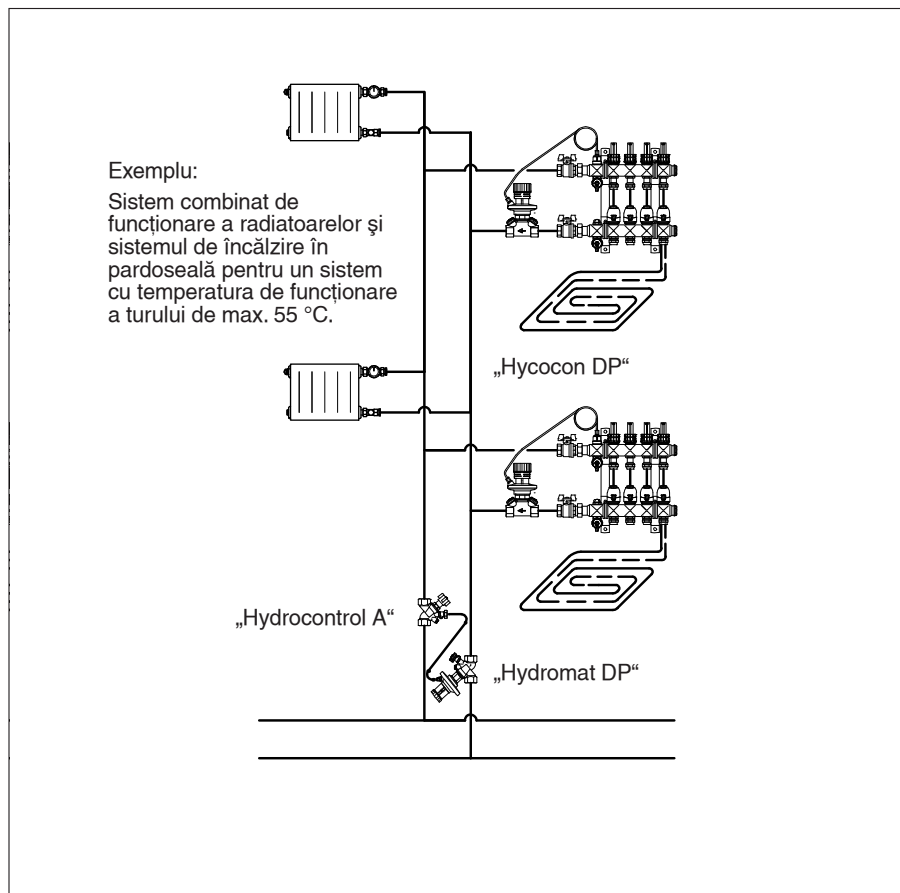 Exemplu:
Sistem combinat de
funcționare a radiatoarelor și
sistemul de încălzire în
pardoseală pentru un sistem
cu temperatura de funcționare
a turului de max. 55 °C.
„Hycocon DP“
„Hydrocontrol A“
„Hydromat DP“